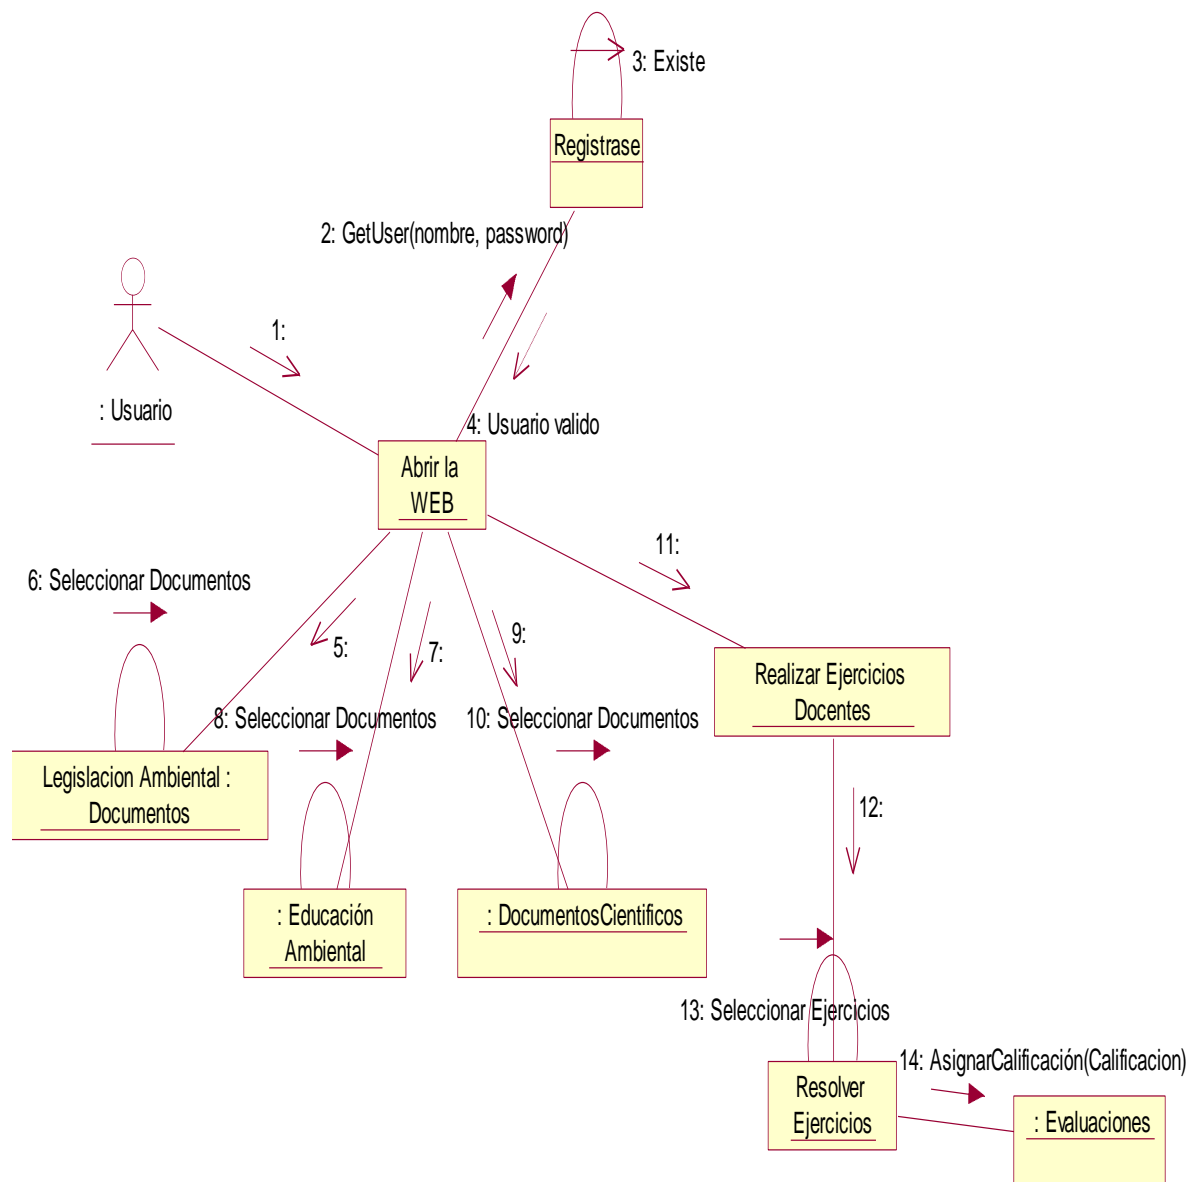 3: Existe
Registrase
2: GetUser(nombre, password)
1:
: Usuario
4: Usuario valido
Abrir la
WEB
11:
6: Seleccionar Documentos
5:
7:
9:
Realizar Ejercicios
Docentes
8: Seleccionar Documentos
10: Seleccionar Documentos
Legislacion Ambiental :
Documentos
12:
: Educación
Ambiental
: DocumentosCientificos
13: Seleccionar Ejercicios
14: AsignarCalificación(Calificacion)
Resolver
Ejercicios
: Evaluaciones